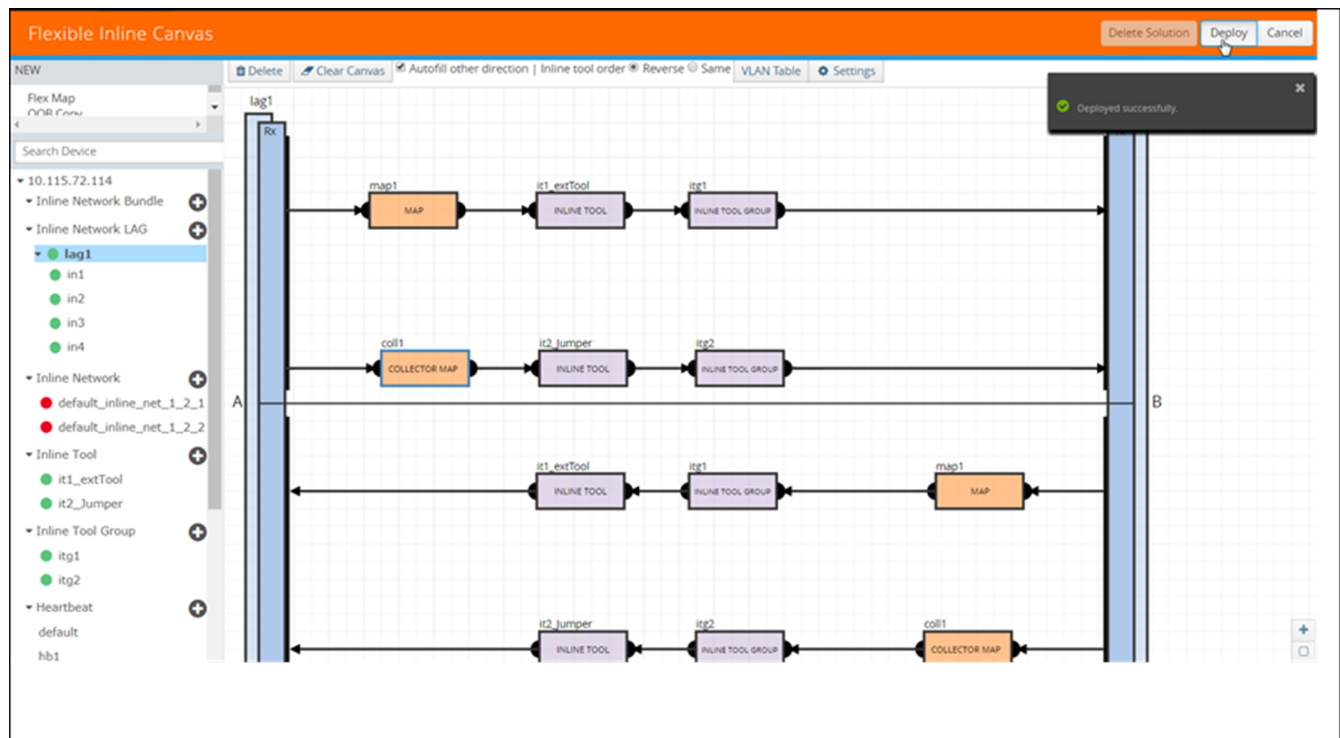 Flexible Inline Canvas
Delete Solution Deploy Cancel
NEW
Delete Clear Canvas Autofill other direction | Inline tool order Reverse Same VLAN Table Settings
Flex Map
OOB Copy
Deployed successfully.
Search Device
10.115.72.114
Inline Network Bundle
Inline Network LAG
lag1
in1
in2
in3
in4
Inline Network
default_inline_net_1_2_1
default_inline_net_1_2_2
Inline Tool
it1_extTool
it2_Jumper
Inline Tool Group
itg1
itg2
Heartbeat
default
hb1
lag1
Rx
map1 it1_extTool itg1
MAP INLINE TOOL INLINE TOOL GROUP
coll1 it2_Jumper itg2
COLLECTOR MAP INLINE TOOL INLINE TOOL GROUP
A B
it1_extTool itg1 map1
INLINE TOOL INLINE TOOL GROUP MAP
it2_Jumper itg2 coll1
INLINE TOOL INLINE TOOL GROUP COLLECTOR MAP